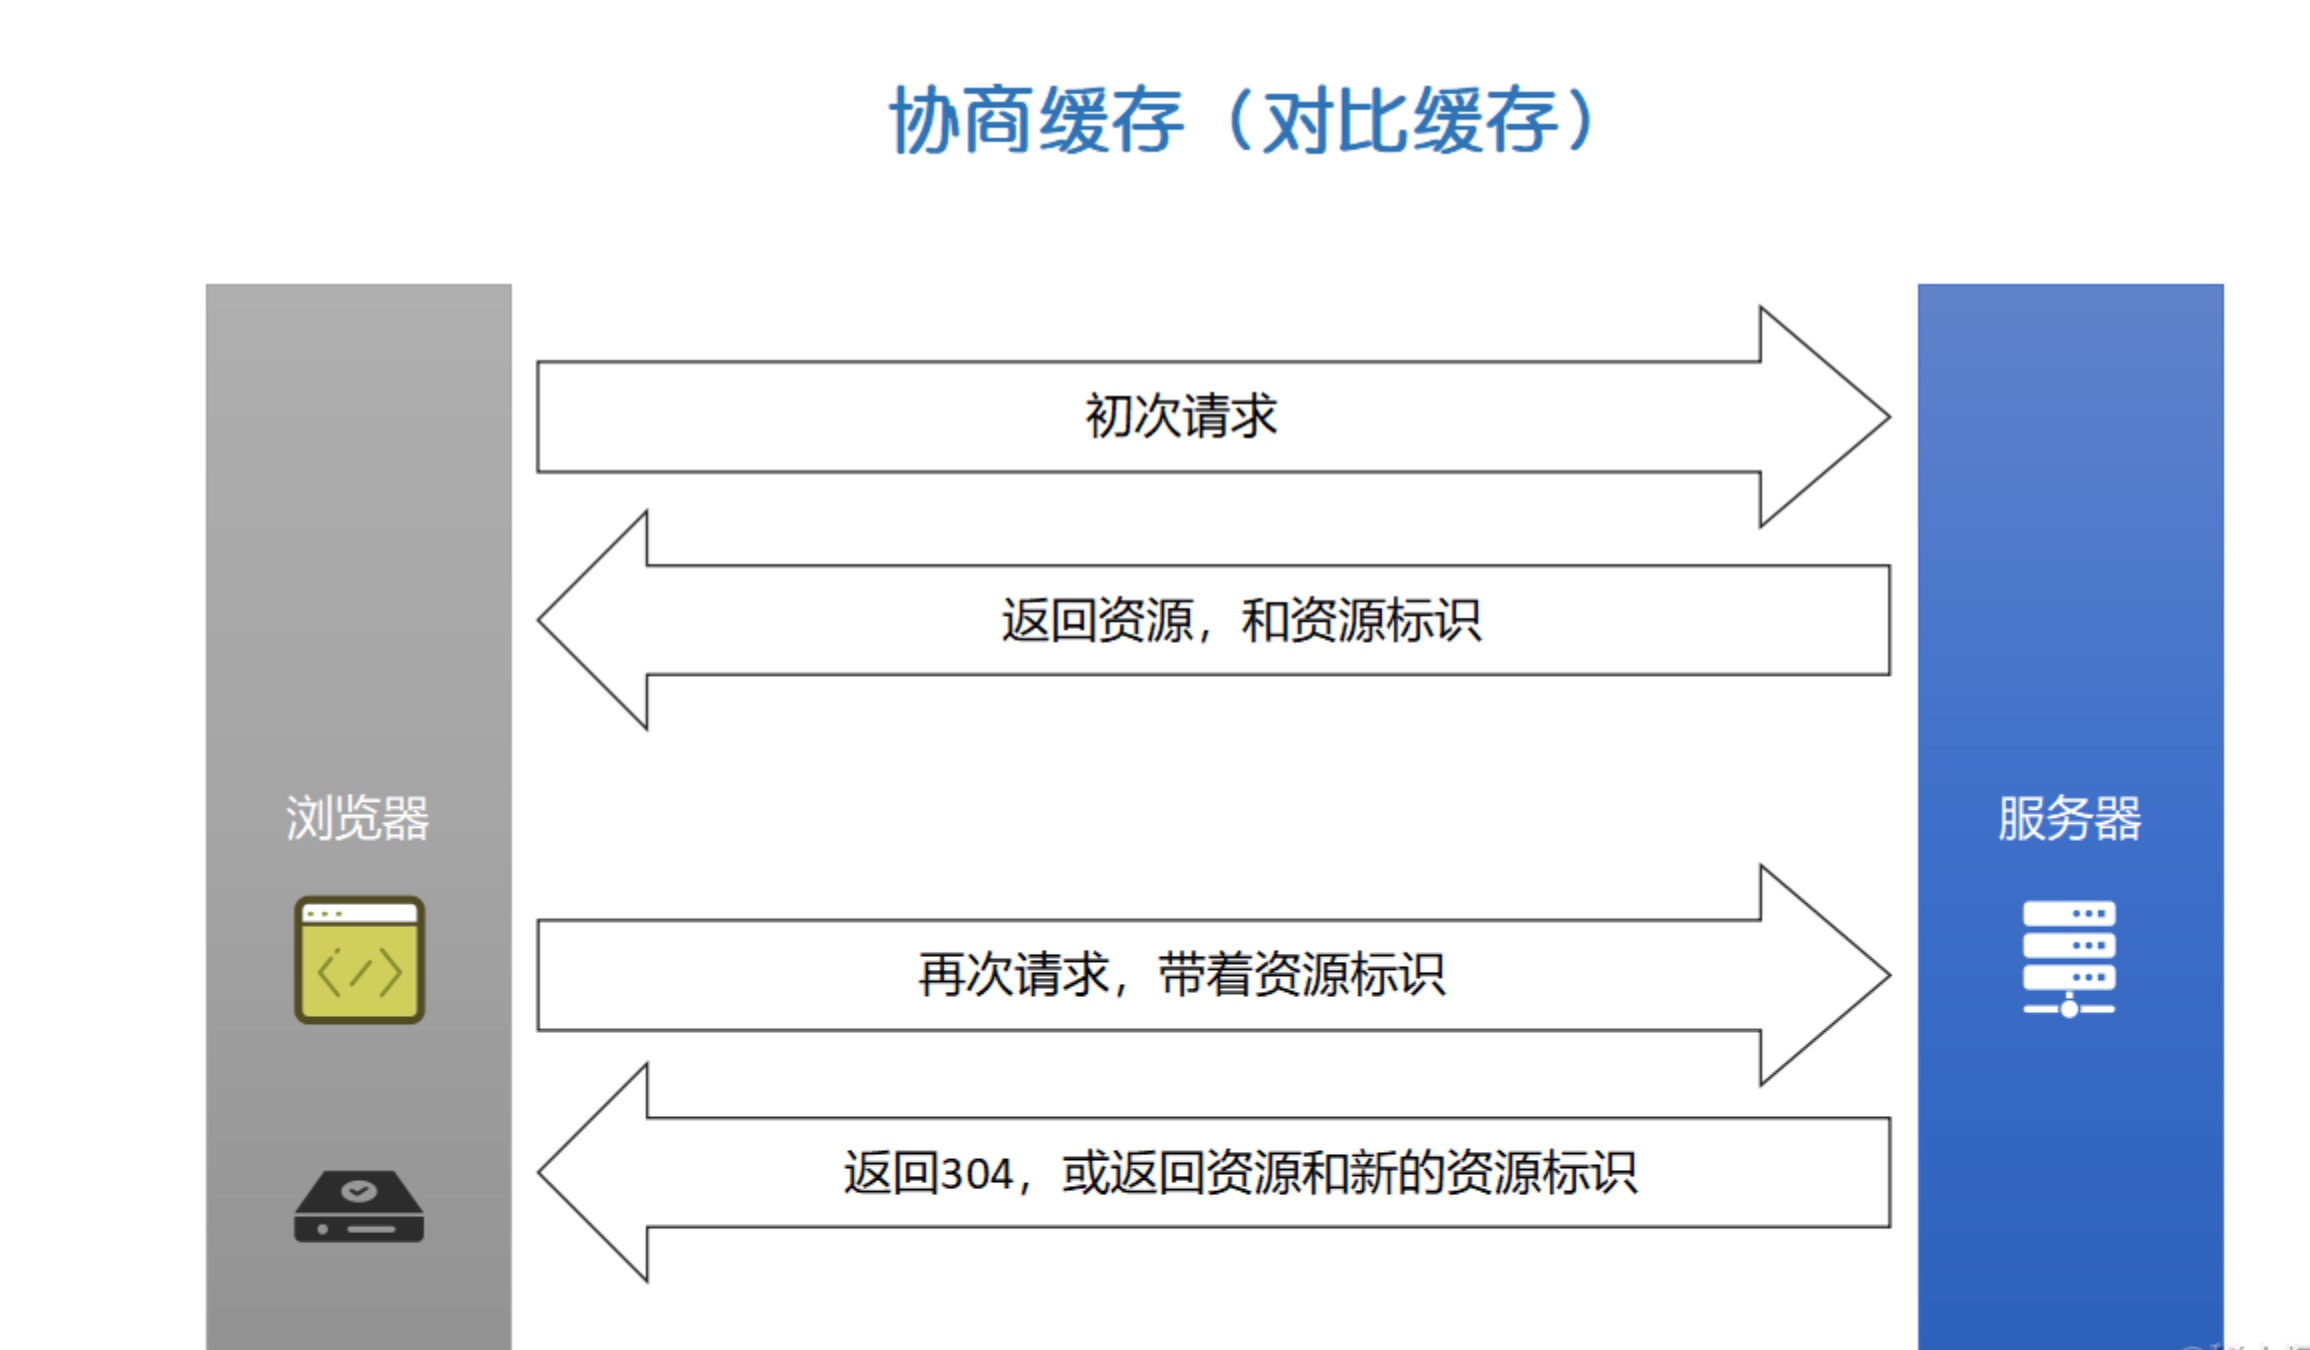 协商缓存（对比缓存）
初次请求
返回资源，和资源标识
浏览器
服务器
再次请求，带着资源标识
返回304，或返回资源和新的资源标识